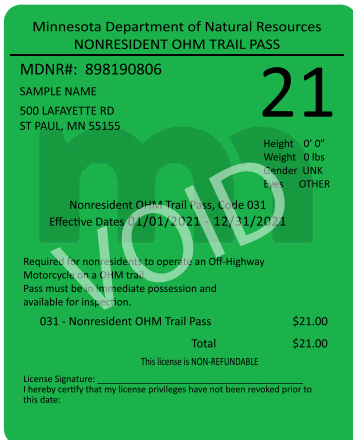 Minnesota Department of Natural Resources
NONRESIDENT OHM TRAIL PASS
MDNR#: 898190806
21
SAMPLE NAME
500 LAFAYETTE RD
ST PAUL, MN 55155
Height 0' 0"
Weight 0 lbs
Gender UNK
Eyes OTHER
mn
Nonresident OHM Trail Pass, Code 031
Effective Dates 01/01/2021 - 12/31/2021
VOID
Required for nonresidents to operate an Off-Highway
Motorcycle on a OHM trail.
Pass must be in immediate possession and
available for inspection.
031 - Nonresident OHM Trail Pass $21.00
Total $21.00
This license is NON-REFUNDABLE
License Signature:
I hereby certify that my license privileges have not been revoked prior to
this date: